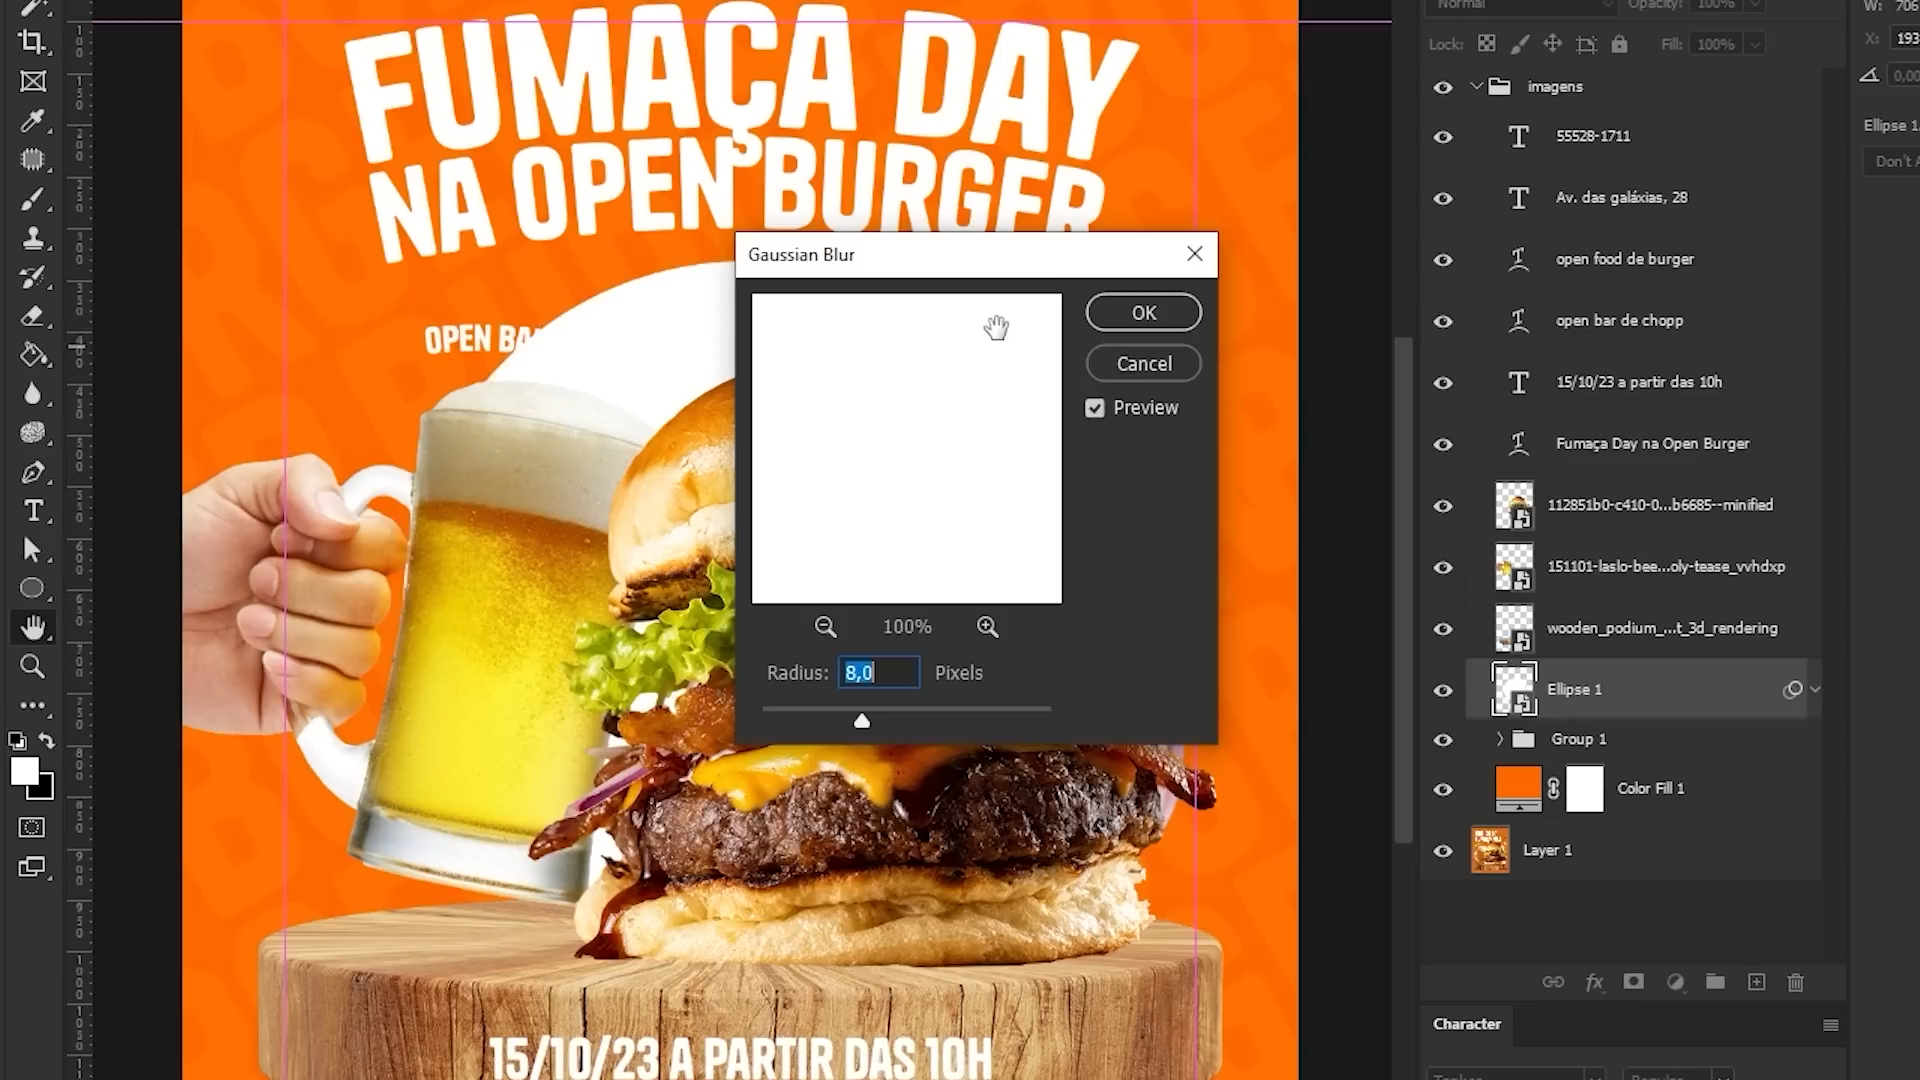 Normal
Opacity: 100%
W: 706
Lock:
Fill: 100%
X: 193
0,00
FUMAÇA DAY
NA OPEN BURGER
OPEN BA
Gaussian Blur
OK
Cancel
Preview
100%
Radius: 8,0 Pixels
15/10/23 A PARTIR DAS 10H
imagens
55528-1711
Av. das galáxias, 28
open food de burger
open bar de chopp
15/10/23 a partir das 10h
Fumaça Day na Open Burger
112851b0-c410-0...b6685--minified
151101-laslo-bee...oly-tease_vvhdxp
wooden_podium_...t_3d_rendering
Ellipse 1
Group 1
Color Fill 1
Layer 1
Ellipse 1
Don't A
Character